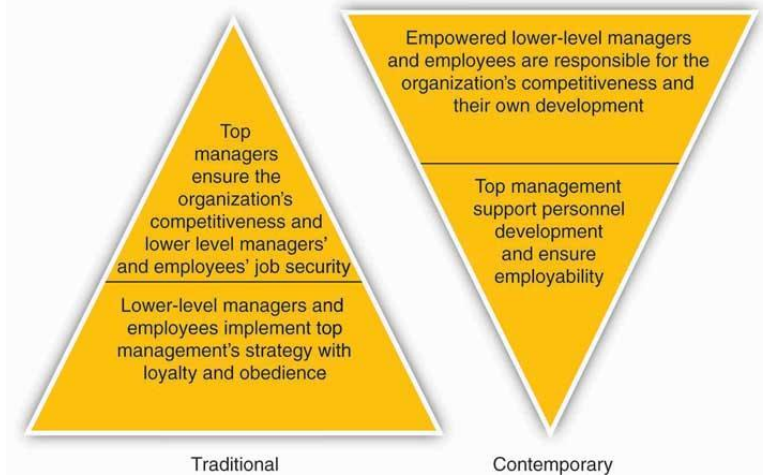 Top
managers
ensure the
organization's
competitiveness and
lower level managers'
and employees' job security
Lower-level managers and
employees implement top
management's strategy with
loyalty and obedience
Traditional
Empowered lower-level managers
and employees are responsible for the
organization's competitiveness and
their own development
Top management
support personnel
development
and ensure
employability
Contemporary